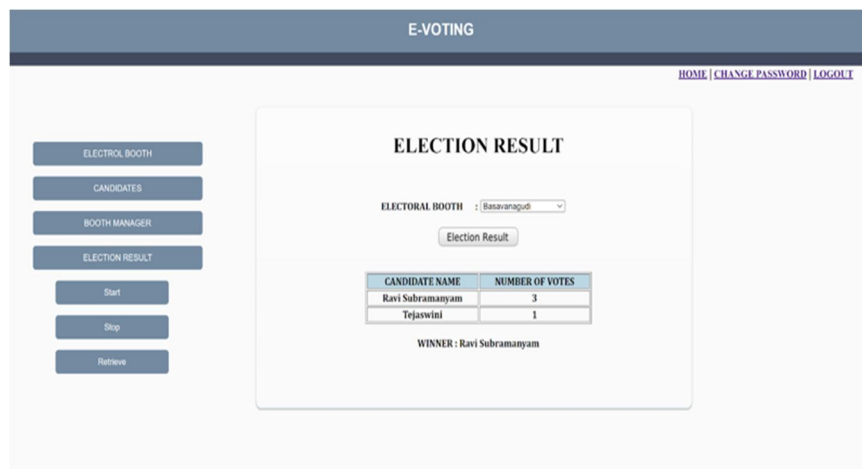 E-VOTING
HOME | CHANGE PASSWORD | LOGOUT
ELECTROL BOOTH
CANDIDATES
BOOTH MANAGER
ELECTION RESULT
Start
Stop
Retrieve
ELECTION RESULT
ELECTORAL BOOTH : Basavanagudi
Election Result
CANDIDATE NAME NUMBER OF VOTES
Ravi Subramanyam 3
Tejaswini 1
WINNER : Ravi Subramanyam